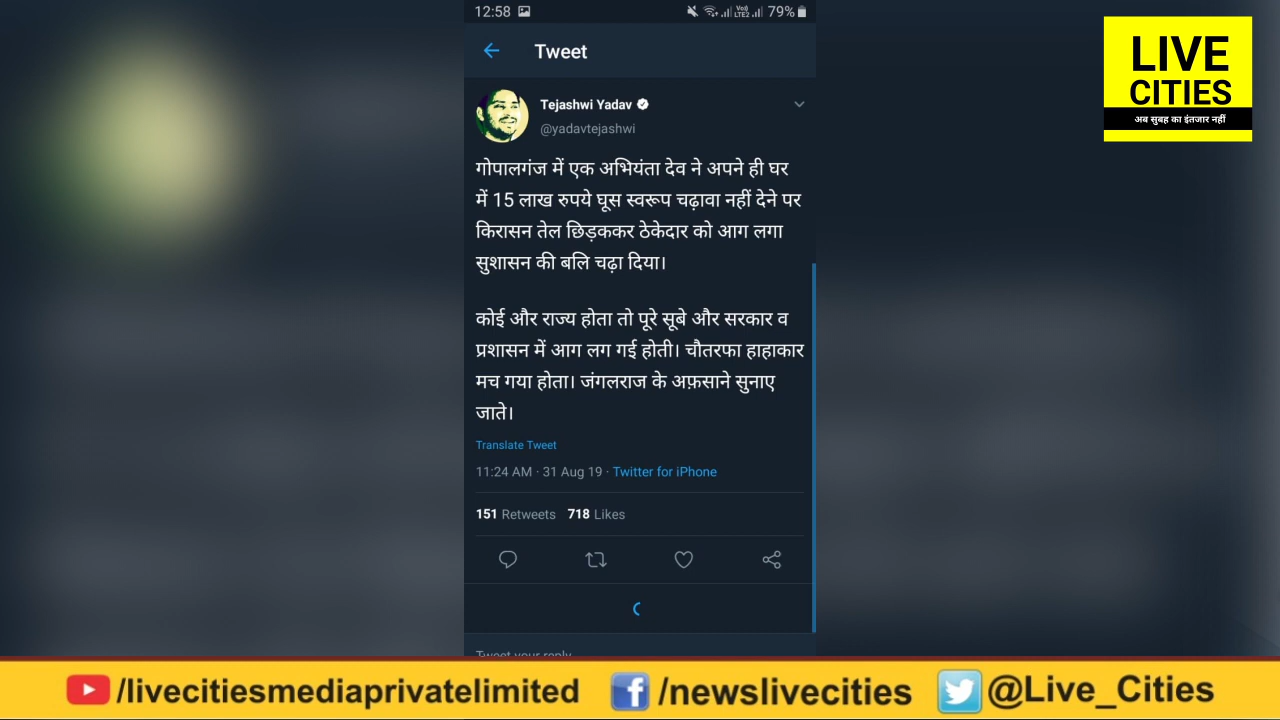 12:58
Voj)
LTE2
79%
LIVE
CITIES
अब सुबह का इंतजार नहीं
Tweet
Tejashwi Yadav
@yadavtejashwi
गोपालगंज में एक अभियंता देव ने अपने ही घर
में 15 लाख रुपये घूस स्वरूप चढ़ावा नहीं देने पर
किरासन तेल छिड़ककर ठेकेदार को आग लगा
सुशासन की बलि चढ़ा दिया।
कोई और राज्य होता तो पूरे सूबे और सरकार व
प्रशासन में आग लग गई होती। चौतरफा हाहाकार
मच गया होता। जंगलराज के अफ़साने सुनाए
जाते।
Translate Tweet
11:24 AM · 31 Aug 19 · Twitter for iPhone
151 Retweets 718 Likes
Tweet your reply
/livecitiesmediaprivatelimited /newslivecities @Live_Cities